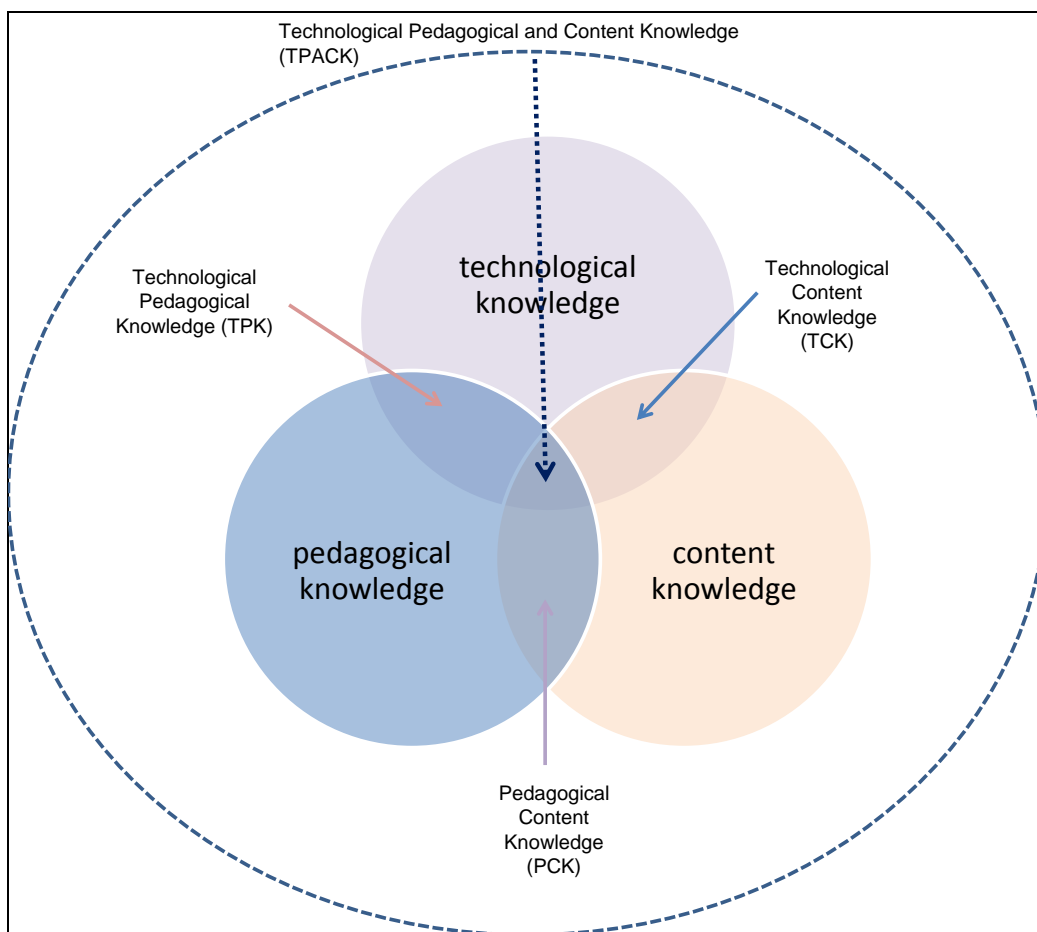 Technological Pedagogical and Content Knowledge
(TPACK)
technological
knowledge
Technological
Pedagogical
Knowledge (TPK)
Technological
Content
Knowledge
(TCK)
pedagogical
knowledge
content
knowledge
Pedagogical
Content
Knowledge
(PCK)